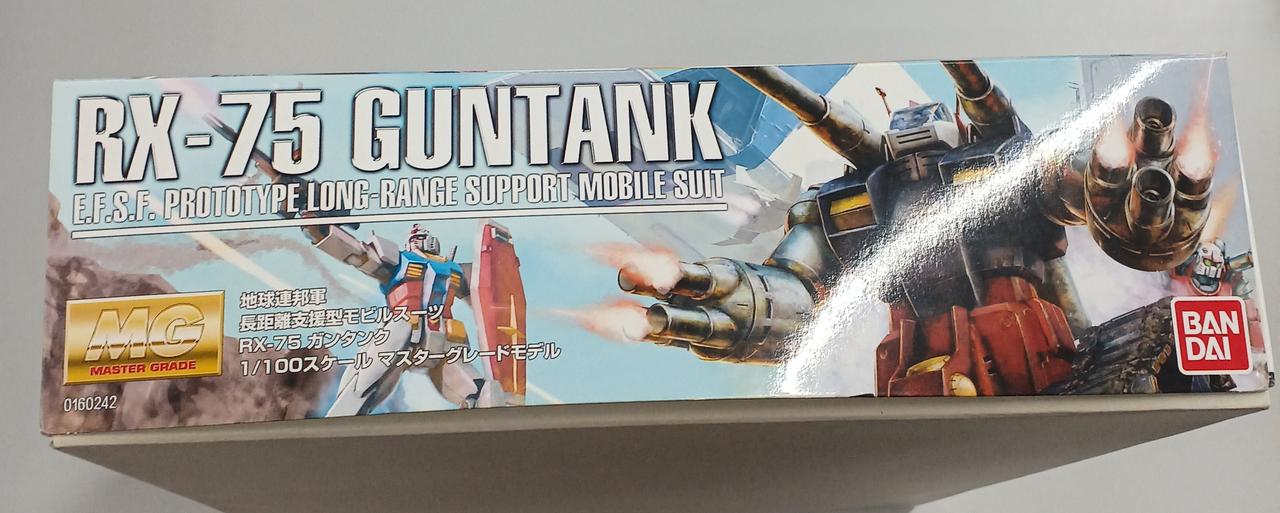 RX-75 GUNTANK
E.F.S.F. PROTOTYPE LONG-RANGE SUPPORT MOBILE SUIT
MG
MASTER GRADE
地球連邦軍
長距離支援型モビルスーツ
RX-75 ガンタンク
1/100スケール マスターグレードモデル
0160242
BAN
DAI